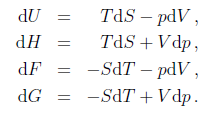 dU = TdS − pdV ,
dH = TdS + Vdp ,
dF = −SdT − pdV ,
dG = −SdT + Vdp .